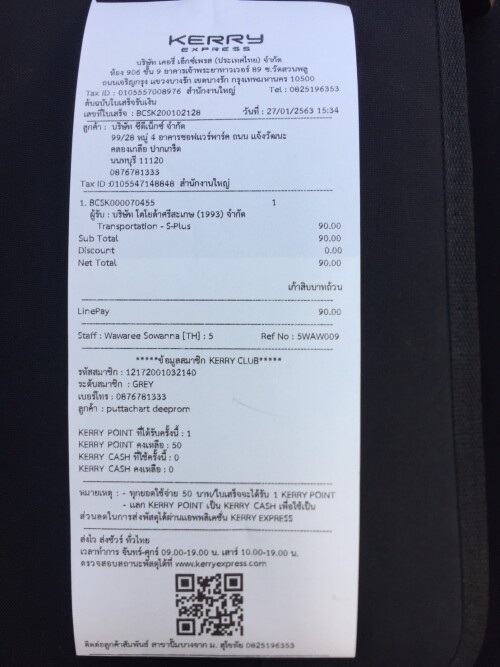 KERRY
EXPRESS
บริษัท เคอรี่ เอ็กซ์เพรส (ประเทศไทย) จำกัด
ห้อง 906 ชั้น 9 อาคารเจ้าพระยาทาวเวอร์ 89 ซ.วัดสวนพลู
ถนนเจริญกรุง แขวงบางรัก เขตบางรัก กรุงเทพมหานคร 10500
Tax ID : 0105557008976 สำนักงานใหญ่ Tel : 0825196353
ต้นฉบับใบเสร็จรับเงิน
เลขที่ใบเสร็จ : BCSK200102128 วันที่ : 27/01/2563 15:34
ลูกค้า : บริษัท ซีดีเน็กซ์ จำกัด
99/28 หมู่ 4 อาคารซอฟแวร์พาร์ค ถนน แจ้งวัฒนะ
คลองเกลือ ปากเกร็ด
นนทบุรี 11120
0876781333
Tax ID :0105547148848 สำนักงานใหญ่
1. BCSK000070455 1
ผู้รับ : บริษัท โตโยต้าศรีสะเกษ (1993) จำกัด
Transportation - S-Plus 90.00
Sub Total 90.00
Discount 0.00
Net Total 90.00
เก้าสิบบาทถ้วน
LinePay 90.00
Staff : Wawaree Sowanna [TH] : 5 Ref No : 5WAW009
*****ข้อมูลสมาชิก KERRY CLUB*****
รหัสสมาชิก : 12172001032140
ระดับสมาชิก : GREY
เบอร์โทร : 0876781333
ลูกค้า : puttachart deeprom
KERRY POINT ที่ได้รับครั้งนี้ : 1
KERRY POINT คงเหลือ : 50
KERRY CASH ที่ใช้ครั้งนี้ : 0
KERRY CASH คงเหลือ : 0
หมายเหตุ : - ทุกยอดใช้จ่าย 50 บาท/ใบเสร็จจะได้รับ 1 KERRY POINT
- แลก KERRY POINT เป็น KERRY CASH เพื่อใช้เป็น
ส่วนลดในการส่งพัสดุได้ผ่านแอพพลิเคชั่น KERRY EXPRESS
ส่งไว ส่งชัวร์ ทั่วไทย
เวลาทำการ จันทร์-ศุกร์ 09.00-19.00 น. เสาร์ 10.00-19.00 น.
ตรวจสอบสถานะพัสดุได้ที่ www.kerryexpress.com
ติดต่อลูกค้าสัมพันธ์ สาขานิ่มบางจาก ม. สุโขทัย 0825196353